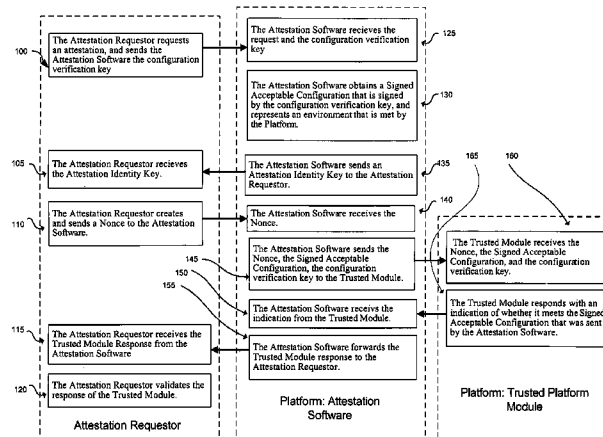 100
The Attestation Requestor requests
an attestation, and sends the
Attestation Software the configuration
verification key
The Attestation Software recieves the
request and the configuration verification
key
125
The Attestation Software obtains a Signed
Acceptable Configuration that is signed
by the configuration verification key, and
represents an environment that is met by
the Platform.
130
105
The Attestation Requestor recieves
the Attestation Identity Key.
The Attestation Software sends an
Attestation Identity Key to the Attestation
Requestor.
135
165
160
110
The Attestation Requestor creates
and sends a Nonce to the Attestation
Software.
The Attestation Software receives the
Nonce.
140
145
The Attestation Software sends the
Nonce, the Signed Acceptable
Configuration, the configuration
verification key to the Trusted Module.
The Trusted Module receives the
Nonce, the Signed Acceptable
Configuration, and the configuration
verification key.
150
155
The Attestation Software receivs the
indication from the Trusted Module.
The Trusted Module responds with an
indication of whether it meets the Signed
Acceptable Configuration that was sent
by the Attestation Software.
115
The Attestation Requestor receives the
Trusted Module Response from the
Attestation Software
The Attestation Software forwards the
Trusted Module response to the
Attestation Requestor.
120
The Attestation Requestor validates the
response of the Trusted Module.
Attestation Requestor
Platform: Attestation
Software
Platform: Trusted Platform
Module